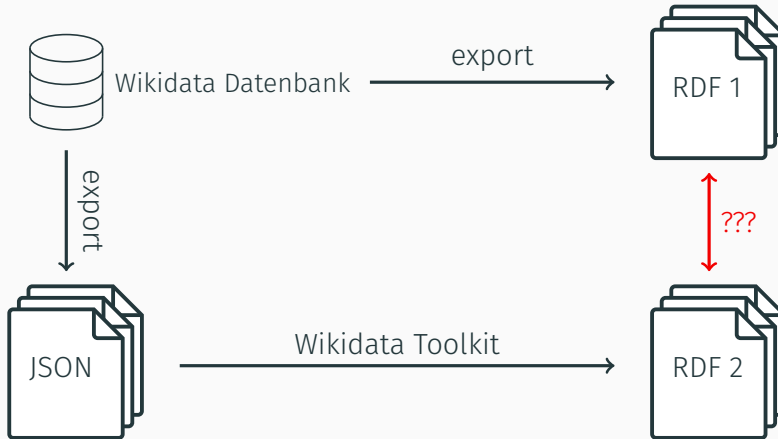 export
Wikidata Datenbank
RDF 1
export
???
Wikidata Toolkit
JSON
RDF 2